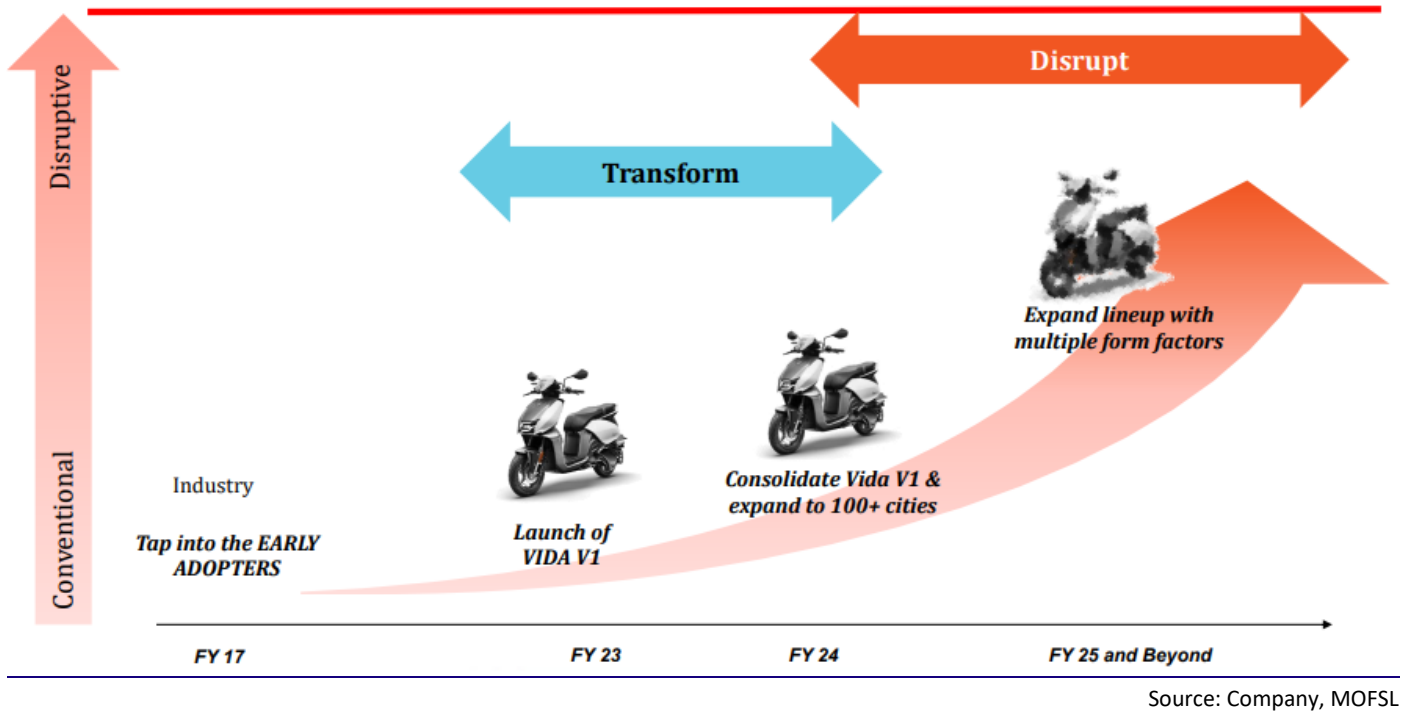 Disruptive
Conventional
Disrupt
Transform
Expand lineup with
multiple form factors
Consolidate Vida V1 &
expand to 100+ cities
Launch of
VIDA V1
Industry
Tap into the EARLY
ADOPTERS
FY 17
FY 23
FY 24
FY 25 and Beyond
Source: Company, MOFSL